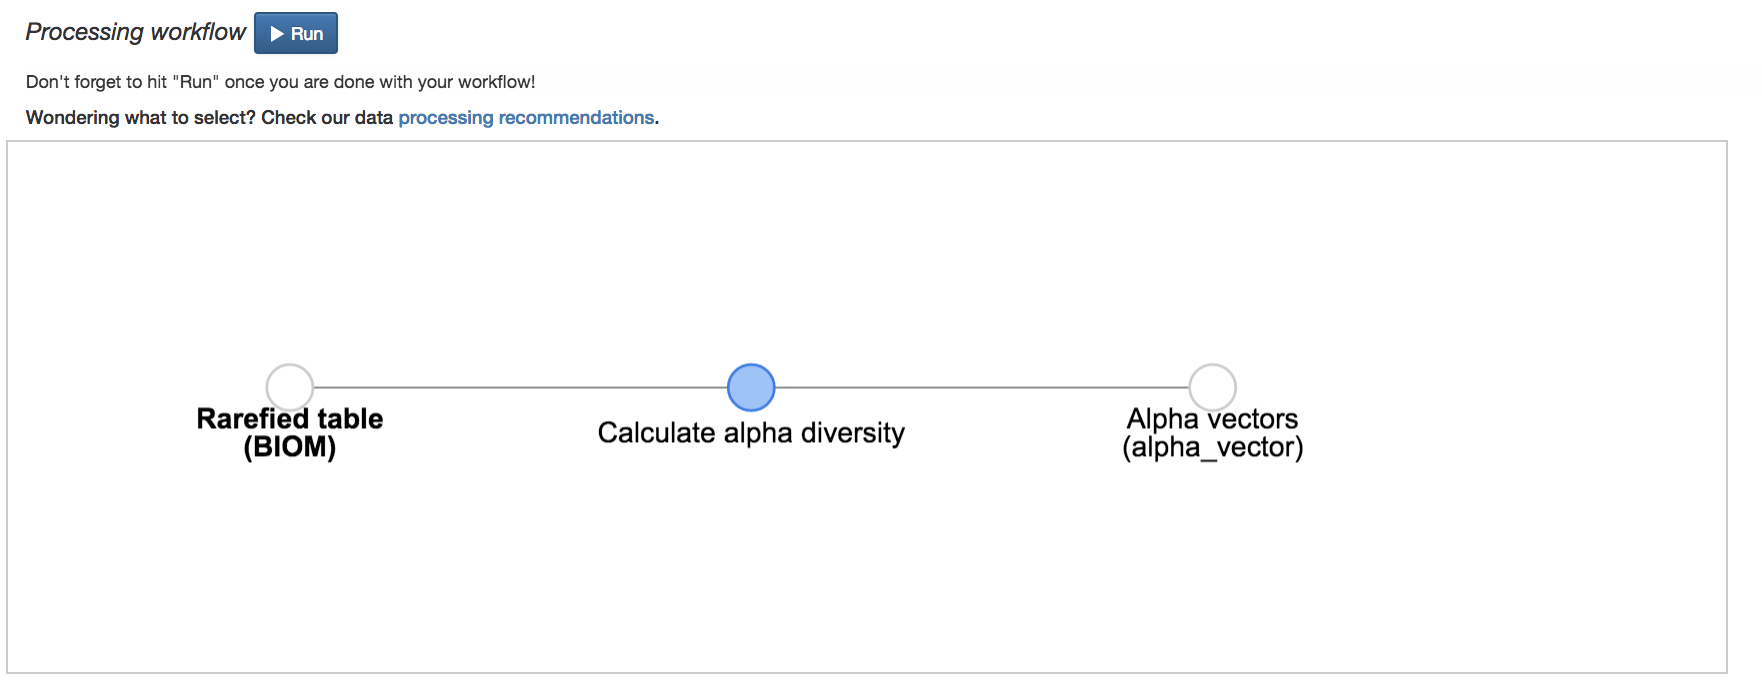 Processing workflow
Run
Don't forget to hit "Run" once you are done with your workflow!
Wondering what to select? Check our data processing recommendations.
Rarefied table
(BIOM)
Calculate alpha diversity
Alpha vectors
(alpha_vector)